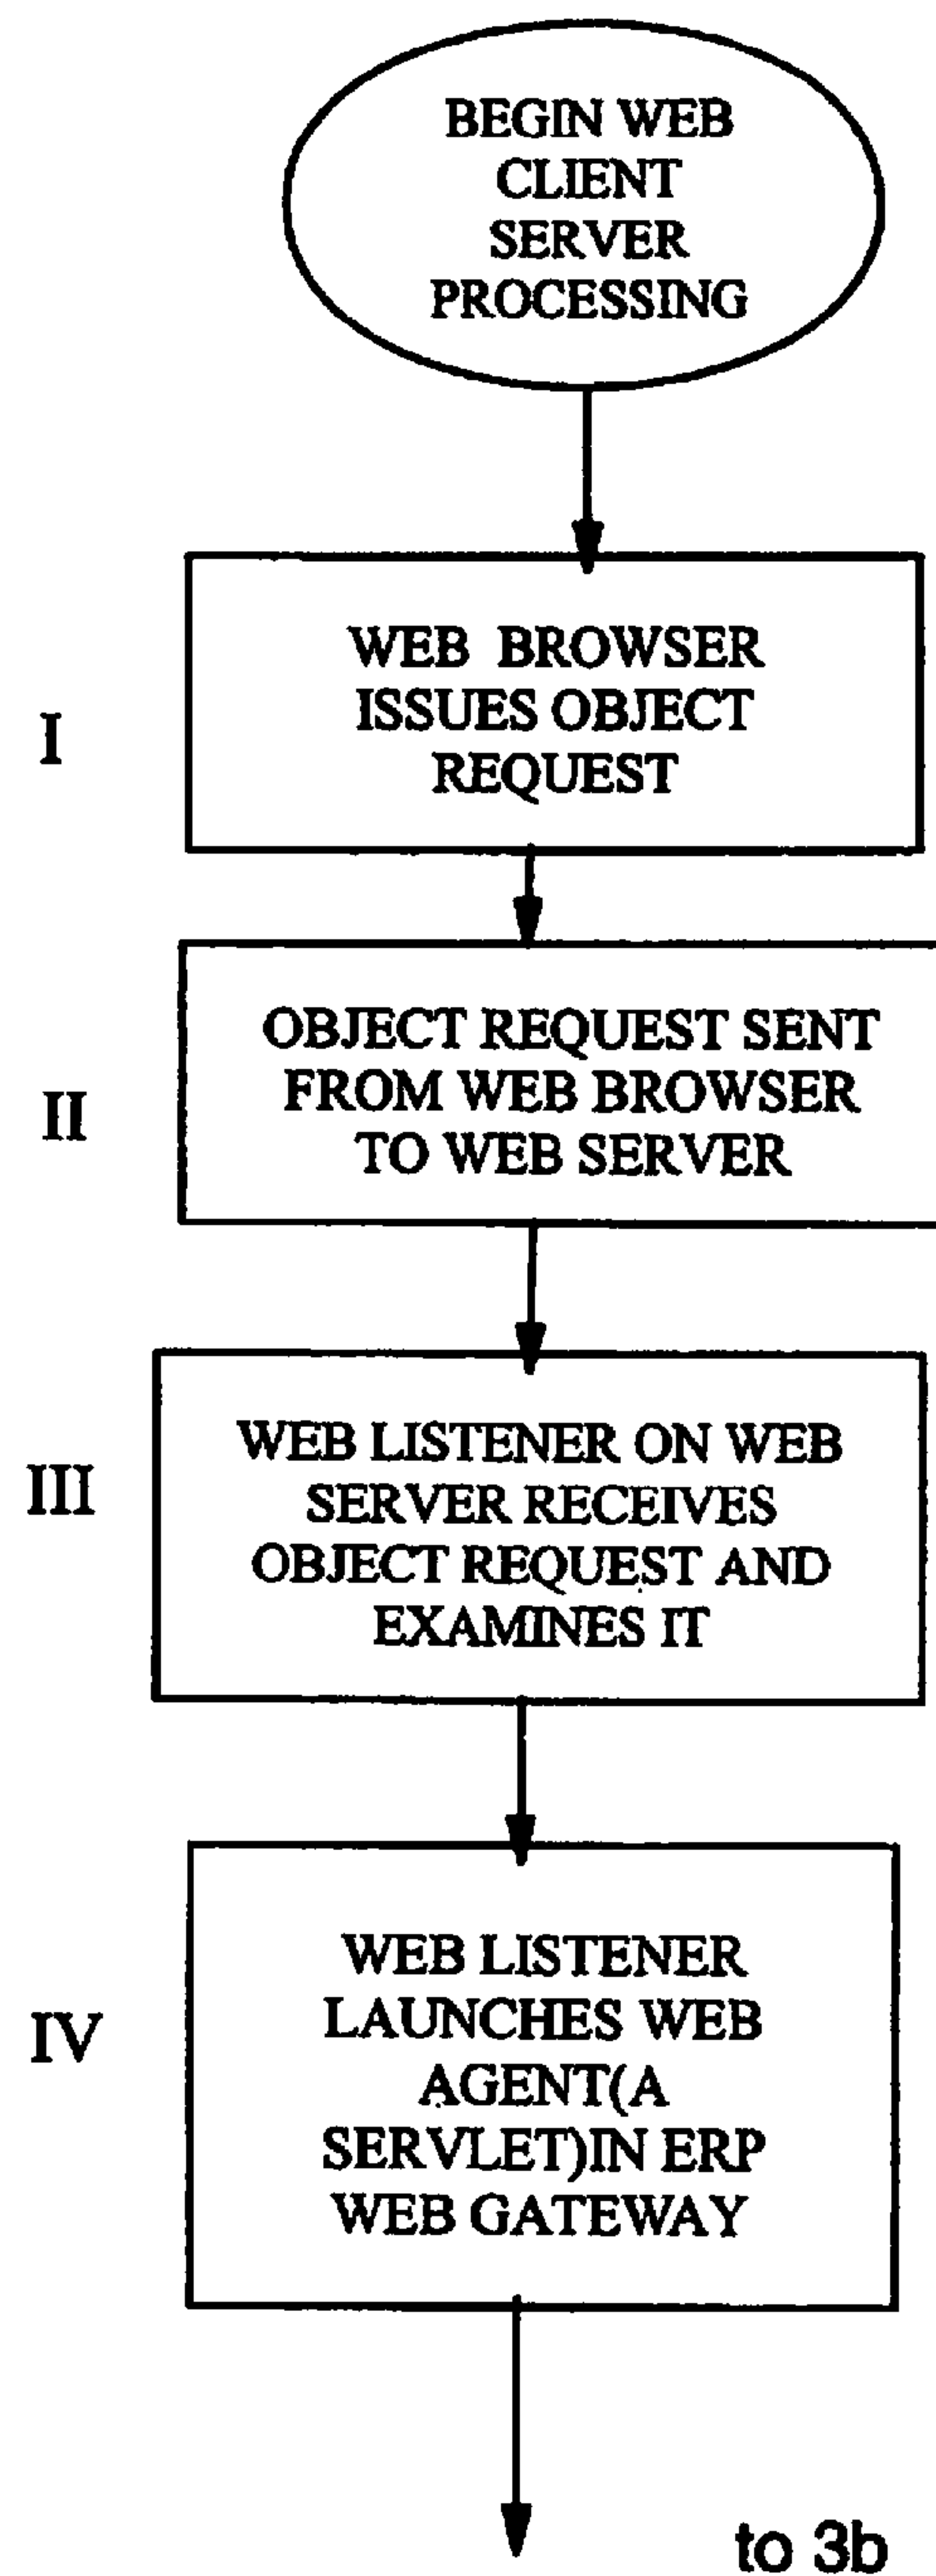 BEGIN WEB
CLIENT
SERVER
PROCESSING
I
WEB BROWSER
ISSUES OBJECT
REQUEST
II
OBJECT REQUEST SENT
FROM WEB BROWSER
TO WEB SERVER
III
WEB LISTENER ON WEB
SERVER RECEIVES
OBJECT REQUEST AND
EXAMINES IT
IV
WEB LISTENER
LAUNCHES WEB
AGENT(A
SERVLET)IN ERP
WEB GATEWAY
to 3b